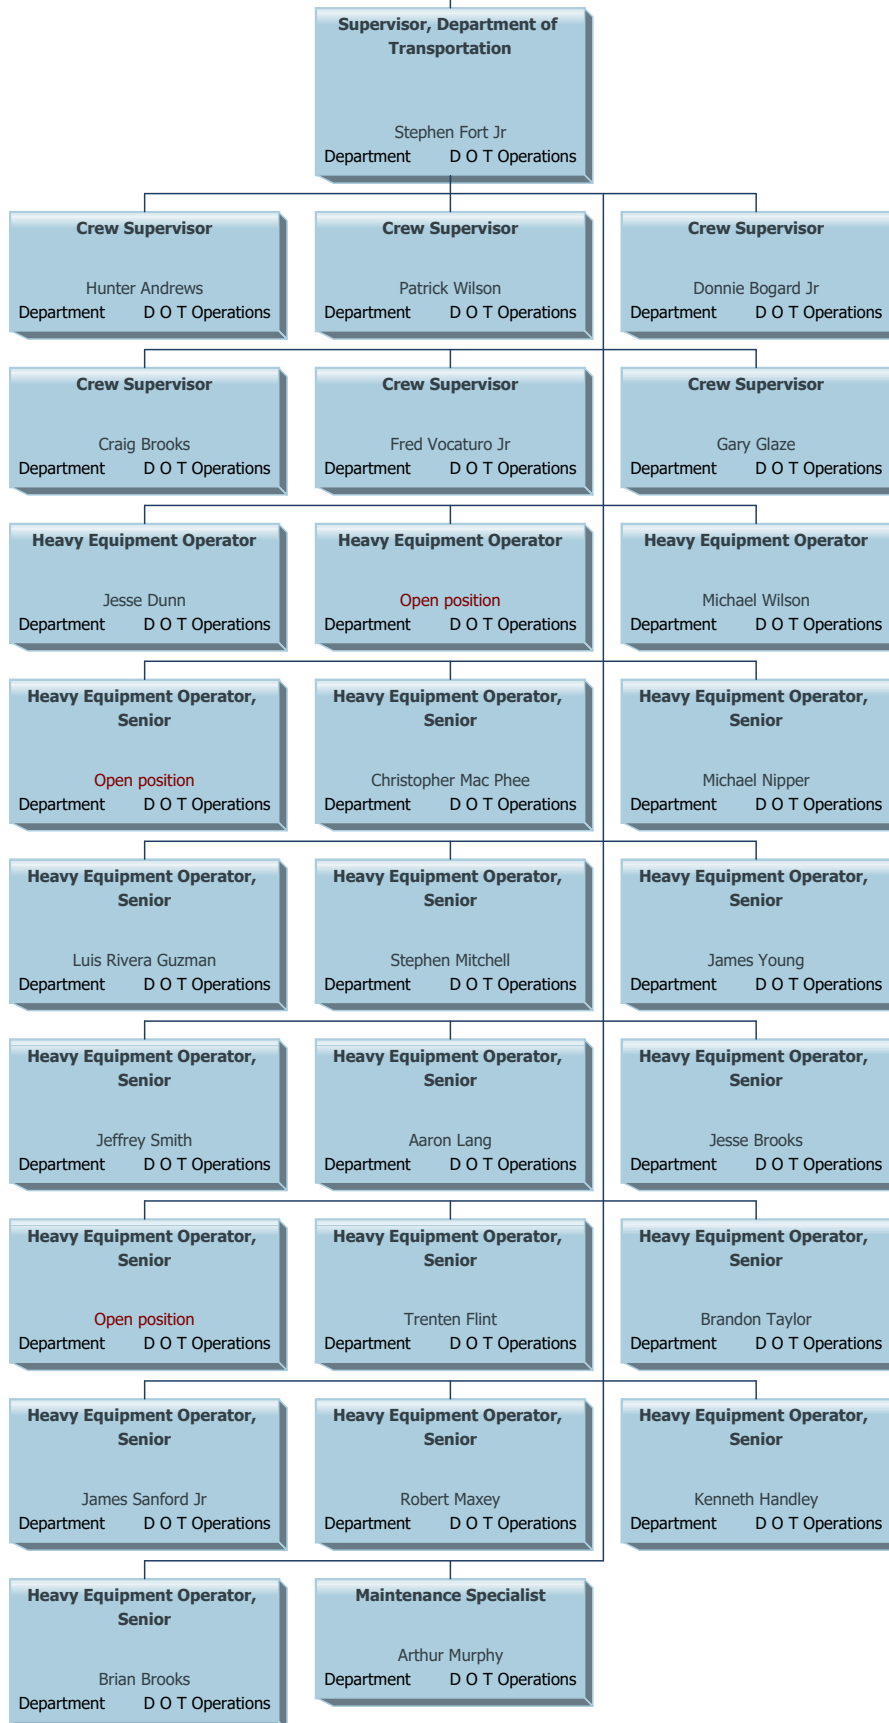 Supervisor, Department of
Transportation
Stephen Fort Jr
Department D O T Operations
Crew Supervisor
Hunter Andrews
Department D O T Operations
Crew Supervisor
Patrick Wilson
Department D O T Operations
Crew Supervisor
Donnie Bogard Jr
Department D O T Operations
Crew Supervisor
Craig Brooks
Department D O T Operations
Crew Supervisor
Fred Vocaturo Jr
Department D O T Operations
Crew Supervisor
Gary Glaze
Department D O T Operations
Heavy Equipment Operator
Jesse Dunn
Department D O T Operations
Heavy Equipment Operator
Open position
Department D O T Operations
Heavy Equipment Operator
Michael Wilson
Department D O T Operations
Heavy Equipment Operator,
Senior
Open position
Department D O T Operations
Heavy Equipment Operator,
Senior
Christopher Mac Phee
Department D O T Operations
Heavy Equipment Operator,
Senior
Michael Nipper
Department D O T Operations
Heavy Equipment Operator,
Senior
Luis Rivera Guzman
Department D O T Operations
Heavy Equipment Operator,
Senior
Stephen Mitchell
Department D O T Operations
Heavy Equipment Operator,
Senior
James Young
Department D O T Operations
Heavy Equipment Operator,
Senior
Jeffrey Smith
Department D O T Operations
Heavy Equipment Operator,
Senior
Aaron Lang
Department D O T Operations
Heavy Equipment Operator,
Senior
Jesse Brooks
Department D O T Operations
Heavy Equipment Operator,
Senior
Open position
Department D O T Operations
Heavy Equipment Operator,
Senior
Trenten Flint
Department D O T Operations
Heavy Equipment Operator,
Senior
Brandon Taylor
Department D O T Operations
Heavy Equipment Operator,
Senior
James Sanford Jr
Department D O T Operations
Heavy Equipment Operator,
Senior
Robert Maxey
Department D O T Operations
Heavy Equipment Operator,
Senior
Kenneth Handley
Department D O T Operations
Heavy Equipment Operator,
Senior
Brian Brooks
Department D O T Operations
Maintenance Specialist
Arthur Murphy
Department D O T Operations